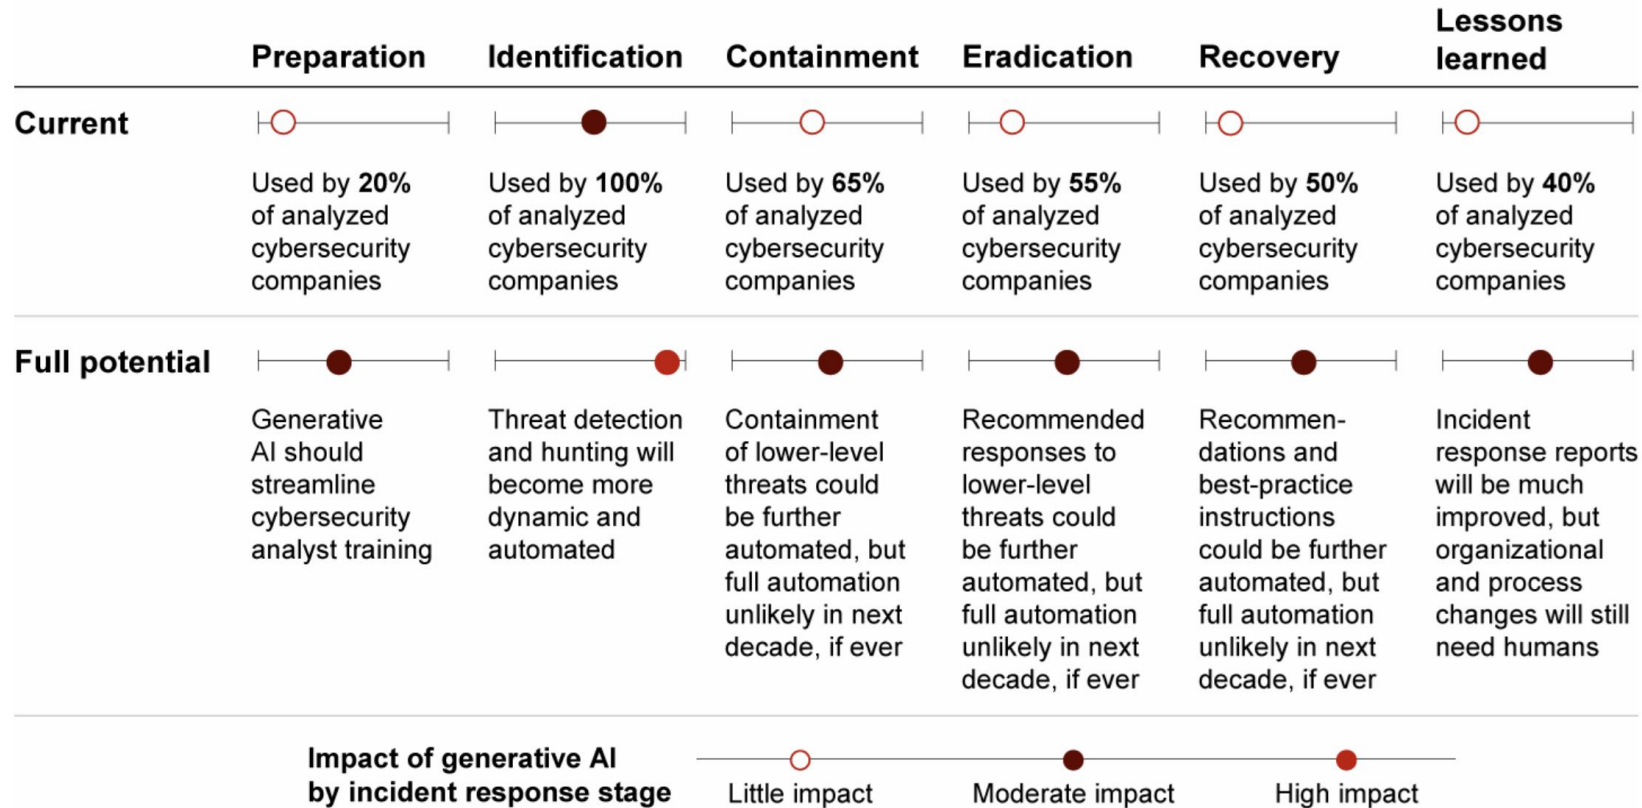 Preparation
Identification
Containment
Eradication
Recovery
Lessons
learned
Current
Used by 20%
of analyzed
cybersecurity
companies
Used by 100%
of analyzed
cybersecurity
companies
Used by 65%
of analyzed
cybersecurity
companies
Used by 55%
of analyzed
cybersecurity
companies
Used by 50%
of analyzed
cybersecurity
companies
Used by 40%
of analyzed
cybersecurity
companies
Full potential
Generative
AI should
streamline
cybersecurity
analyst training
Threat detection
and hunting will
become more
dynamic and
automated
Containment
of lower-level
threats could
be further
automated, but
full automation
unlikely in next
decade, if ever
Recommended
responses to
lower-level
threats could
be further
automated, but
full automation
unlikely in next
decade, if ever
Recommen-
dations and
best-practice
instructions
could be further
automated, but
full automation
unlikely in next
decade, if ever
Incident
response reports
will be much
improved, but
organizational
and process
changes will still
need humans
Impact of generative AI
by incident response stage
Little impact
Moderate impact
High impact